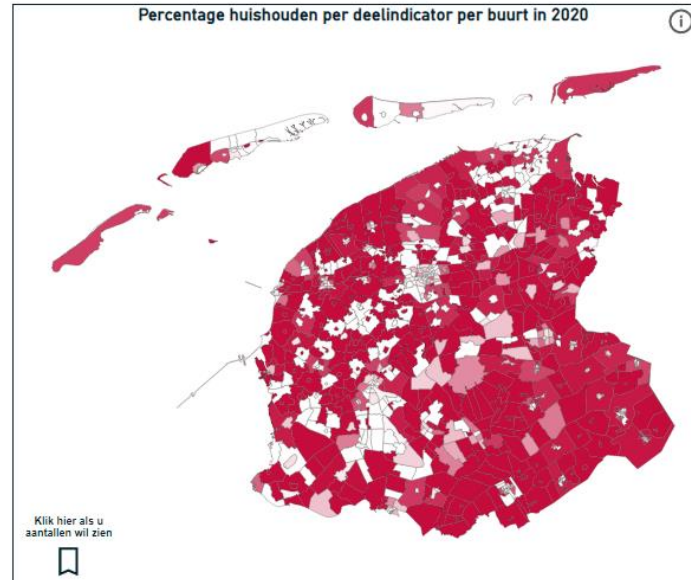 Percentage huishouden per deelindicator per buurt in 2020
i
Klik hier als u
aantallen wil zien